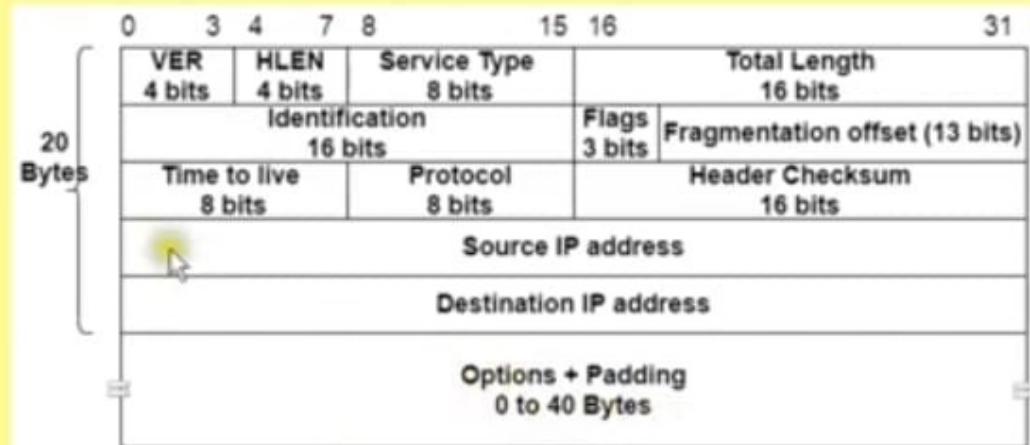 0 3 4 7 8 15 16 31
VER HLEN Service Type Total Length
4 bits 4 bits 8 bits 16 bits
Identification Flags Fragmentation offset (13 bits)
16 bits 3 bits
20
Bytes
Time to live Protocol Header Checksum
8 bits 8 bits 16 bits
Source IP address
Destination IP address
Options + Padding
0 to 40 Bytes